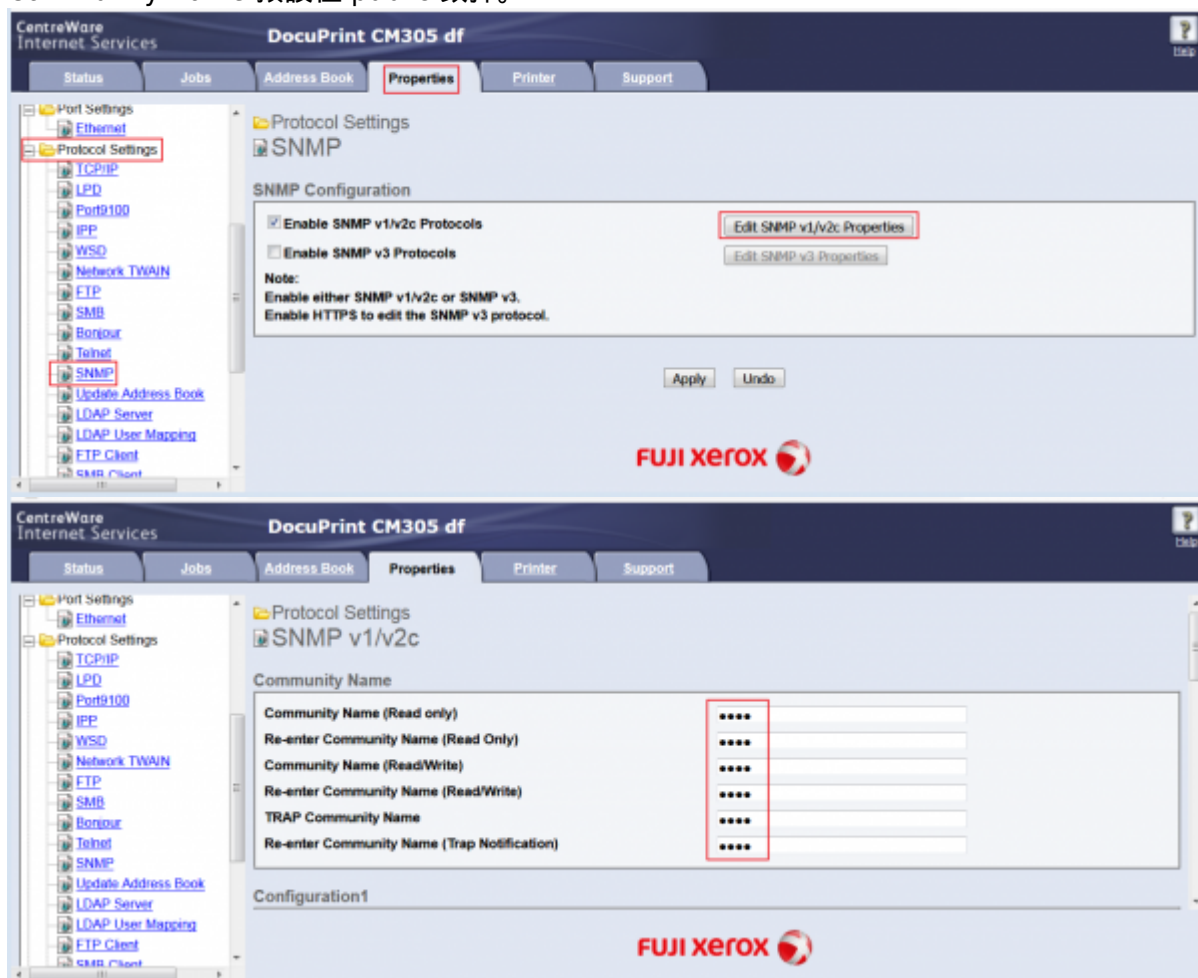 CentreWare
Internet Services
DocuPrint CM305 df
Help
Status
Jobs
Address Book
Properties
Printer
Support
Port Settings
Ethernet
Protocol Settings
TCP/IP
LPD
Port9100
IPP
WSD
Network TWAIN
FTP
SMB
Bonjour
Telnet
SNMP
Update Address Book
LDAP Server
LDAP User Mapping
FTP Client
SMB Client
Protocol Settings
SNMP
SNMP Configuration
Enable SNMP v1/v2c Protocols
Edit SNMP v1/v2c Properties
Enable SNMP v3 Protocols
Edit SNMP v3 Properties
Note:
Enable either SNMP v1/v2c or SNMP v3.
Enable HTTPS to edit the SNMP v3 protocol.
Apply
Undo
FUJI xerox
CentreWare
Internet Services
DocuPrint CM305 df
Help
Status
Jobs
Address Book
Properties
Printer
Support
Port Settings
Ethernet
Protocol Settings
TCP/IP
LPD
Port9100
IPP
WSD
Network TWAIN
FTP
SMB
Bonjour
Telnet
SNMP
Update Address Book
LDAP Server
LDAP User Mapping
FTP Client
SMB Client
Protocol Settings
SNMP v1/v2c
Community Name
Community Name (Read only)
••••
Re-enter Community Name (Read Only)
••••
Community Name (Read/Write)
••••
Re-enter Community Name (Read/Write)
••••
TRAP Community Name
••••
Re-enter Community Name (Trap Notification)
••••
Configuration1
FUJI xerox